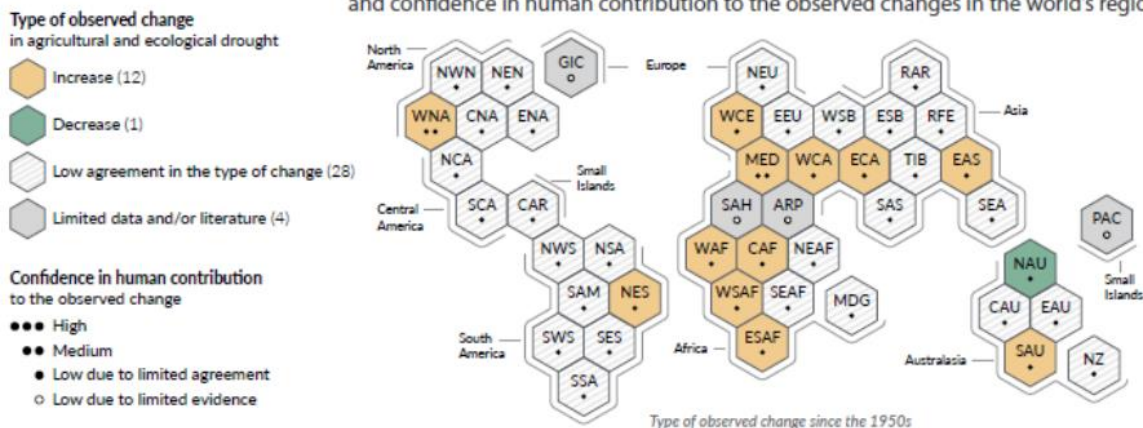 and confidence in human contribution to the observed changes in the world's regio
Type of observed change
in agricultural and ecological drought
Increase (12)
Decrease (1)
Low agreement in the type of change (28)
Limited data and/or literature (4)
Confidence in human contribution
to the observed change
High
Medium
Low due to limited agreement
Low due to limited evidence
North
America
GIC
Europe
NWN NEN
NEU
RAR
WNA CNA ENA
WCE EEU WSB ESB RFE
Asia
NCA
MED WCA ECA TIB EAS
Small
Islands
SCA CAR
SAH ARP
SAS
SEA
PAC
Central
America
NWS NSA
WAF CAF NEAF
NAU
Small
Islands
SAM NES
WSAF SEAF MDG
CAU EAU
South
America
SWS SES
Africa
ESAF
Australasia
SAU NZ
SSA
Type of observed change since the 1950s